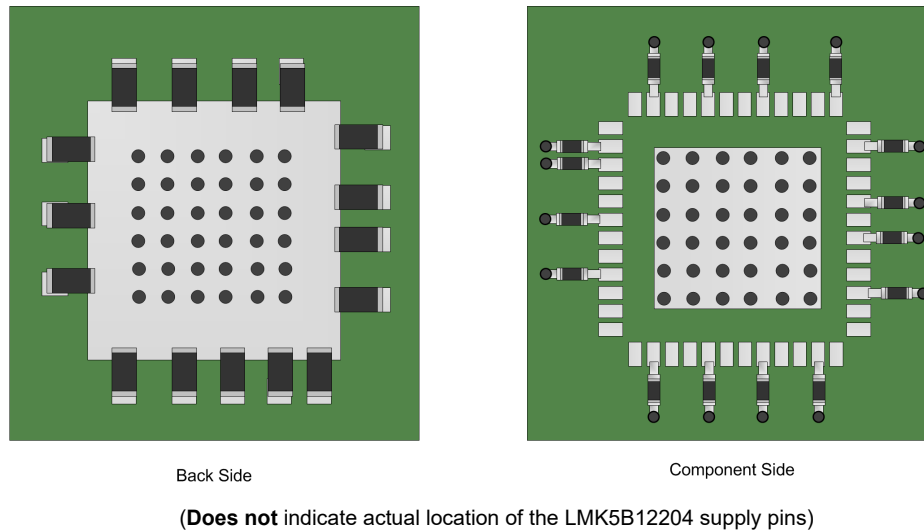 Back Side
Component Side
(Does not indicate actual location of the LMK5B12204 supply pins)